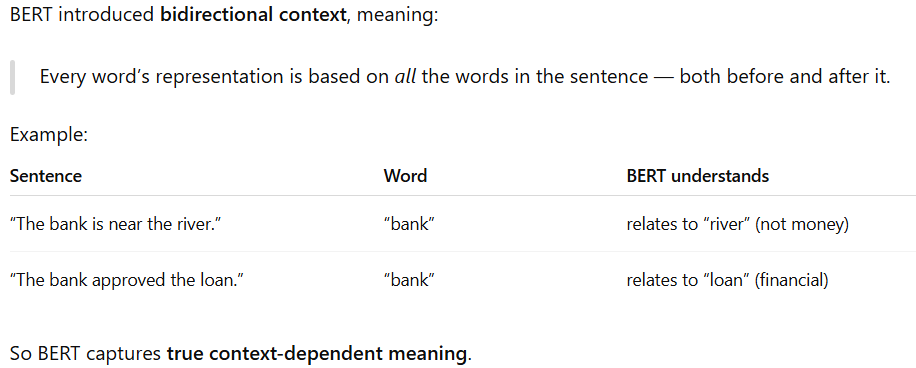 BERT introduced bidirectional context, meaning:
Every word’s representation is based on all the words in the sentence — both before and after it.
Example:
Sentence Word BERT understands
“The bank is near the river.” “bank” relates to “river” (not money)
“The bank approved the loan.” “bank” relates to “loan” (financial)
So BERT captures true context-dependent meaning.